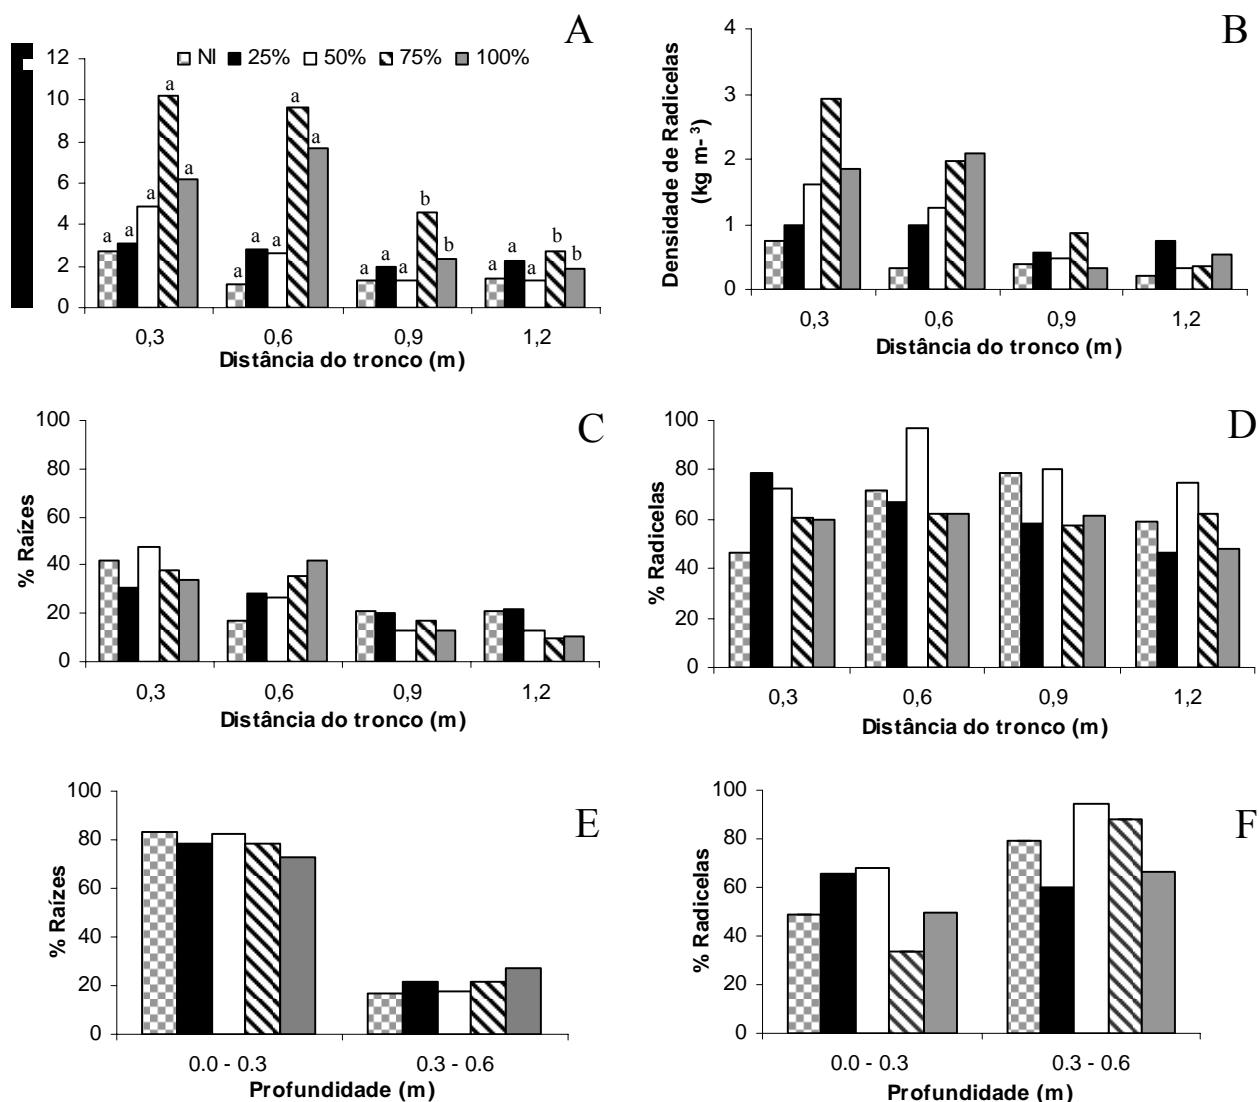 A
NI 25% 50% 75% 100%
12
10
8
6
4
2
0
a a a a a
a a a a a
a a a b b
a a a b b
0,3 0,6 0,9 1,2
Distância do tronco (m)
B
Densidade de Radicelas
(kg m-³)
4
3
2
1
0
0,3 0,6 0,9 1,2
Distância do tronco (m)
C
% Raízes
100
80
60
40
20
0
0,3 0,6 0,9 1,2
Distância do tronco (m)
D
% Radicelas
100
80
60
40
20
0
0,3 0,6 0,9 1,2
Distância do tronco (m)
E
% Raízes
100
80
60
40
20
0
0.0 - 0.3 0.3 - 0.6
Profundidade (m)
F
% Radicelas
100
80
60
40
20
0
0.0 - 0.3 0.3 - 0.6
Profundidade (m)